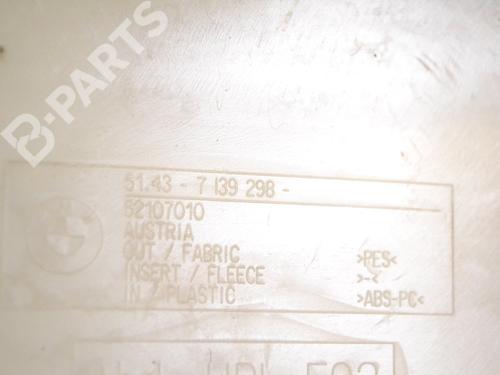 B-PARTS
51.43 - 7 139 298 -
52107010
AUSTRIA
OUT / FABRIC >PES<
INSERT / FLEECE >-<
IN / PLASTIC >ABS-PC<